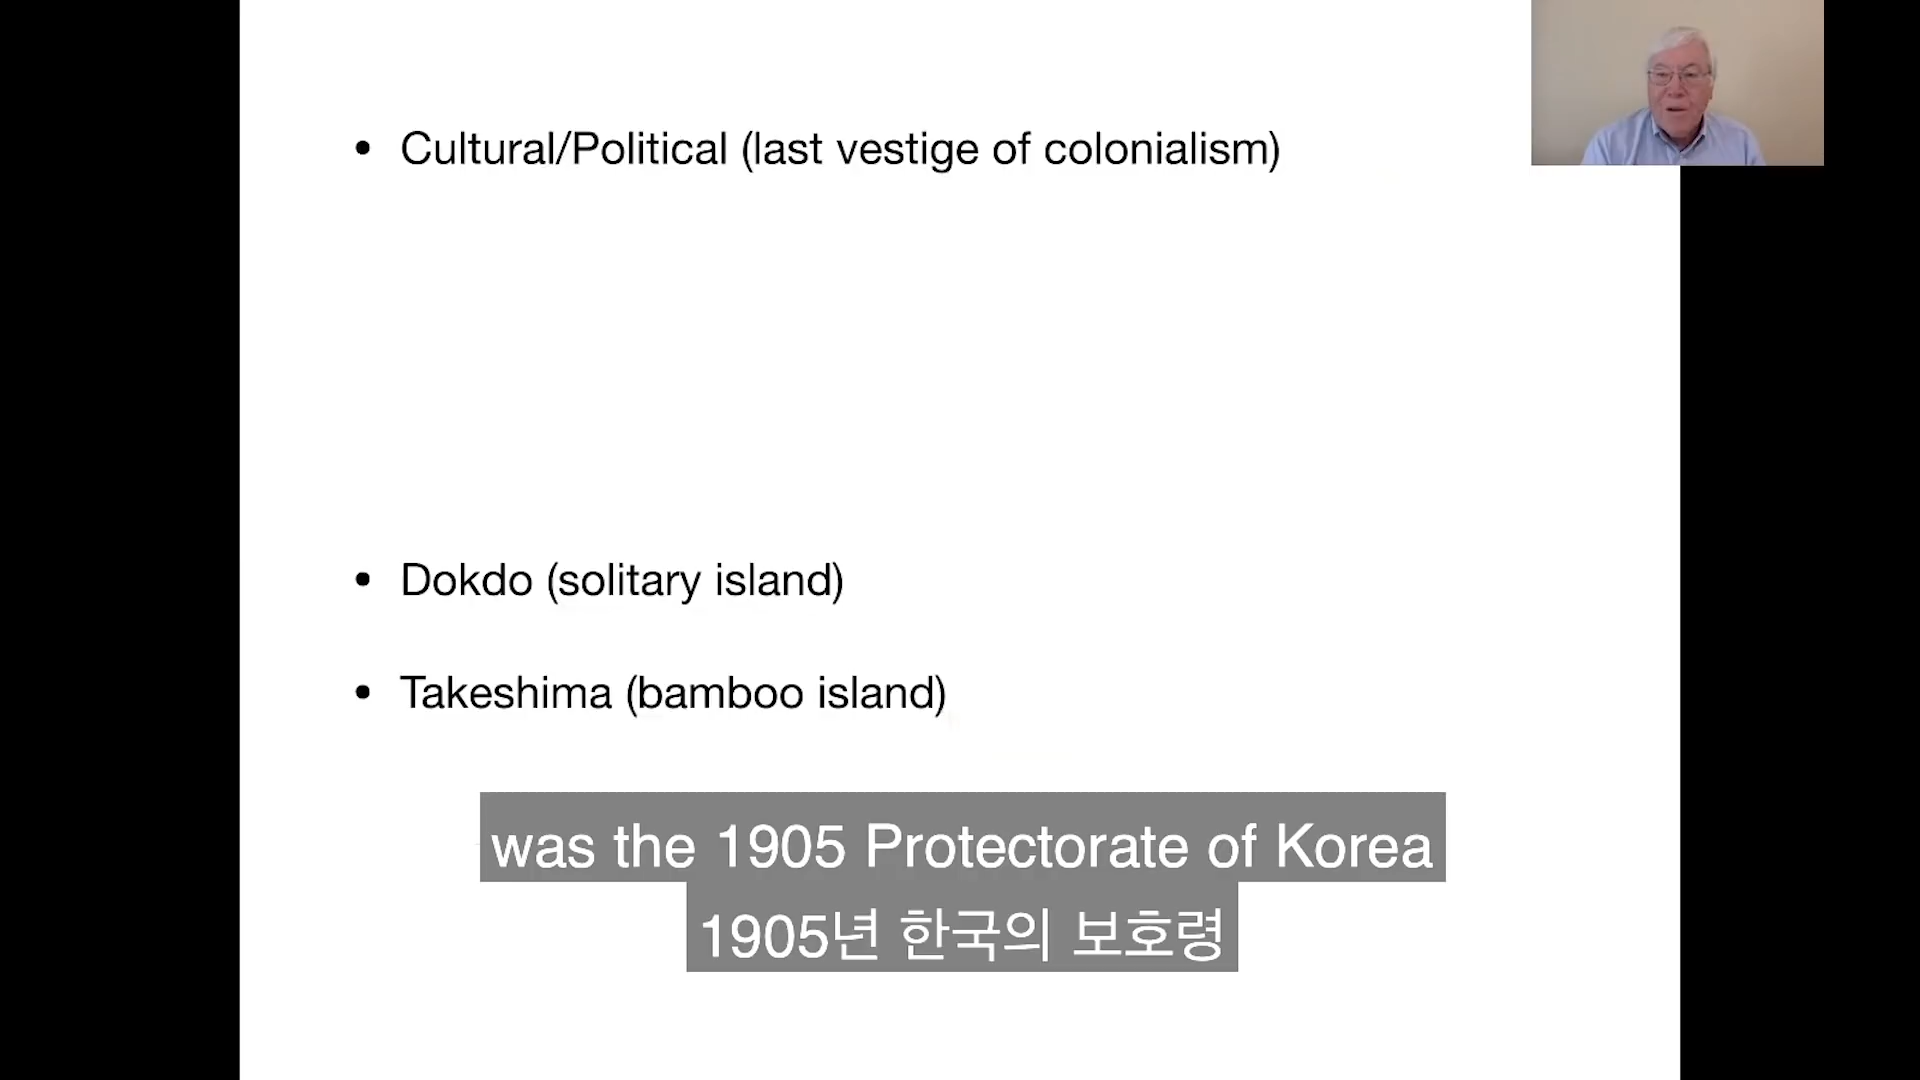 • Cultural/Political (last vestige of colonialism)
• Dokdo (solitary island)
• Takeshima (bamboo island)
was the 1905 Protectorate of Korea
1905년 한국의 보호령